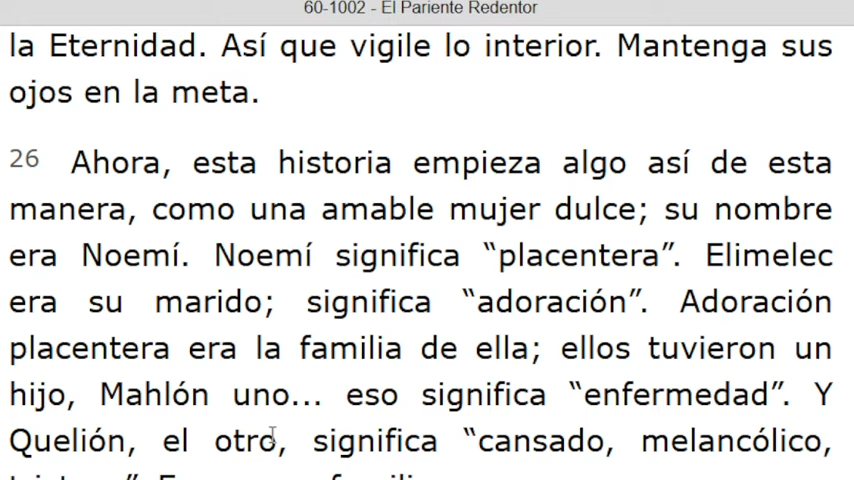 60-1002 - El Pariente Redentor
la Eternidad. Así que vigile lo interior. Mantenga sus
ojos en la meta.
26 Ahora, esta historia empieza algo así de esta
manera, como una amable mujer dulce; su nombre
era Noemí. Noemí significa “placentera”. Elimelec
era su marido; significa “adoración”. Adoración
placentera era la familia de ella; ellos tuvieron un
hijo, Mahlón uno... eso significa “enfermedad”. Y
Quelión, el otro, significa “cansado, melancólico,